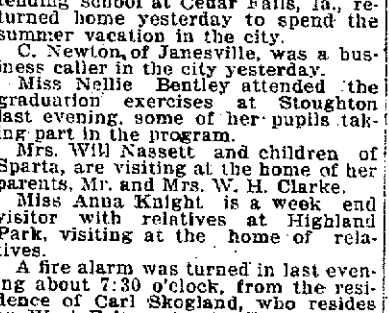 tending school at Cedar Falls, Ia., re-
turned home yesterday to spend the
summer vacation in the city.
C. Newton, of Janesville, was a bus-
iness caller in the city yesterday.
Miss Nellie Bentley attended the
graduation exercises at Stoughton
last evening, some of her pupils tak-
ing part in the program.
Mrs. Will Nassett and children of
Sparta, are visiting at the home of her
parents, Mr. and Mrs. W. H. Clarke.
Miss Anna Knight is a week end
visitor with relatives at Highland
Park, visiting at the home of rela-
tives.
A fire alarm was turned in last even-
ing about 7:30 o'clock, from the resi-
dence of Carl Skogland, who resides